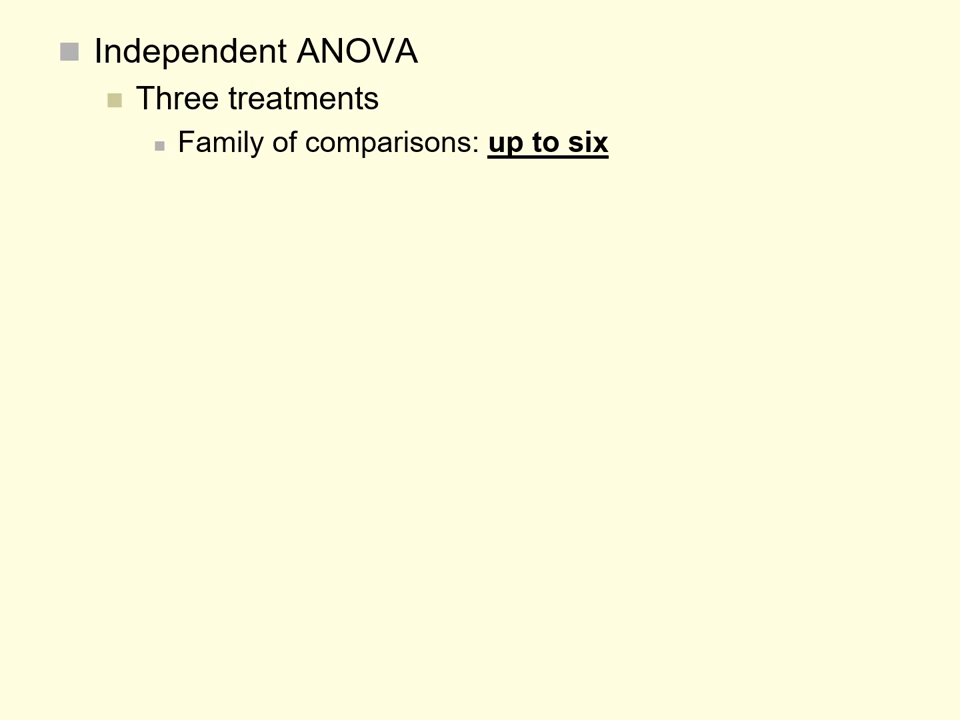 Independent ANOVA
Three treatments
Family of comparisons: up to six